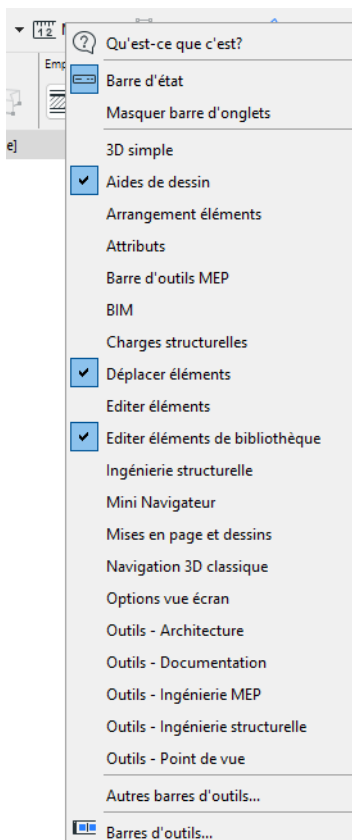 12
Qu'est-ce que c'est?
Emp
Barre d'état
Masquer barre d'onglets
e]
3D simple
Aides de dessin
Arrangement éléments
Attributs
Barre d'outils MEP
BIM
Charges structurelles
Déplacer éléments
Editer éléments
Editer éléments de bibliothèque
Ingénierie structurelle
Mini Navigateur
Mises en page et dessins
Navigation 3D classique
Options vue écran
Outils - Architecture
Outils - Documentation
Outils - Ingénierie MEP
Outils - Ingénierie structurelle
Outils - Point de vue
Autres barres d'outils...
Barres d'outils...